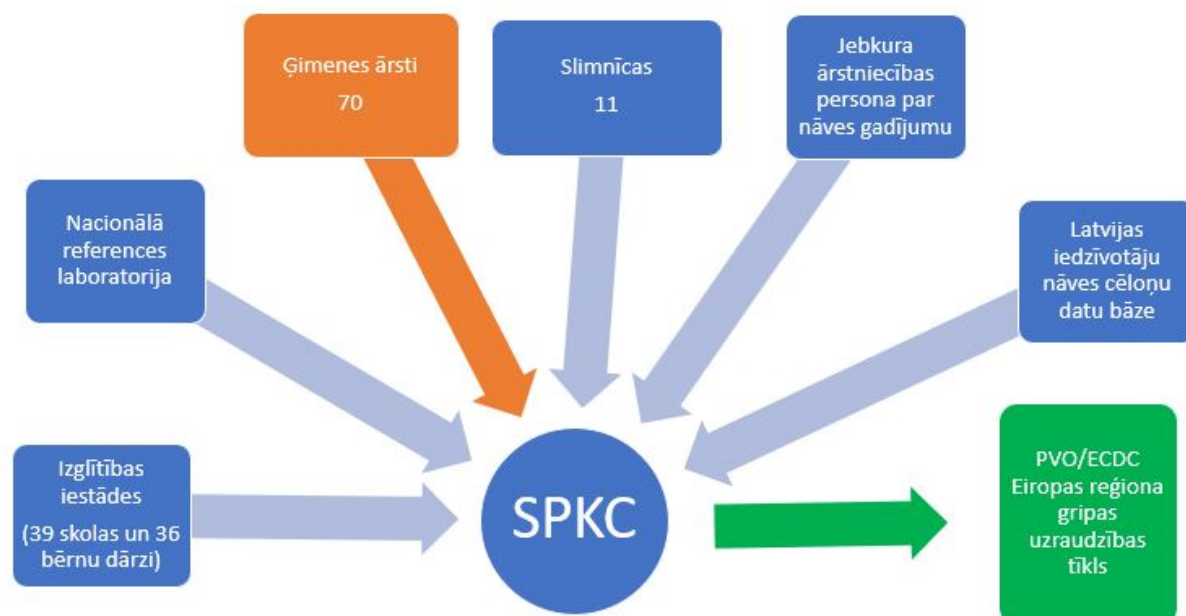 Ģimenes ārsti
70
Slimnīcas
11
Jebkura
ārstniecības
persona par
nāves gadījumu
Nacionālā
references
laboratorija
Latvijas
iedzīvotāju
nāves cēloņu
datu bāze
Izglītības
iestādes
(39 skolas un 36
bērnu dārzi)
SPKC
PVO/ECDC
Eiropas reģiona
gripas
uzraudzības
tīkls